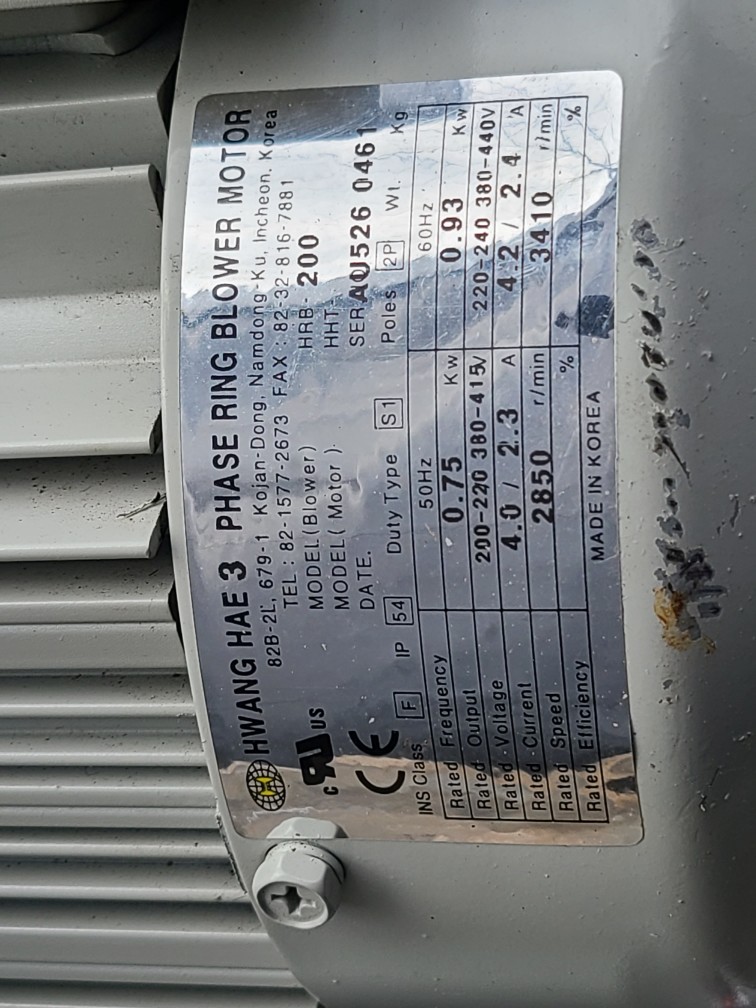 HWANG HAE 3 PHASE RING BLOWER MOTOR
82B-2L, 679-1 Kojan-Dong, Namdong-Ku, Incheon, Korea
TEL : 82-1577-2673 FAX : 82-32-816-7881
MODEL(Blower) HRB - 200
MODEL( Motor ) HHT-
DATE. SER. AU526 0461
C US
CE
INS Class F IP 54 Duty Type S1 Poles 2P Wt. Kg
Rated Frequency 50Hz 60Hz
Rated Output 0.75 Kw 0.93 Kw
Rated Voltage 200-220 380-415V 220-240 380-440V
Rated Current 4.0 / 2.3 A 4.2 / 2.4 A
Rated Speed 2850 r/min 3410 r/min
Rated Efficiency % %
MADE IN KOREA